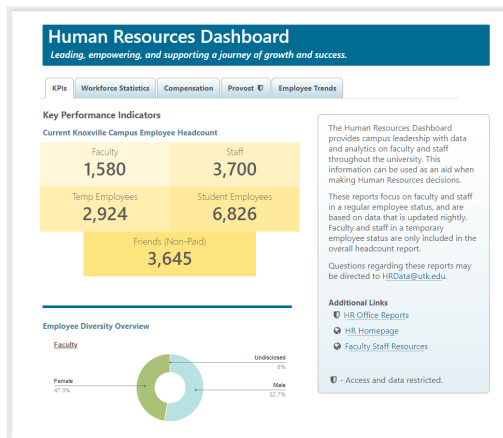 Human Resources Dashboard
Leading, empowering, and supporting a journey of growth and success.
KPIs
Workforce Statistics
Compensation
Provost
Employee Trends
Key Performance Indicators
Current Knoxville Campus Employee Headcount
Faculty
1,580
Staff
3,700
Temp Employees
2,924
Student Employees
6,826
Friends (Non-Paid)
3,645
Employee Diversity Overview
Faculty
Undisclosed
0%
Female
47.3%
Male
52.7%
The Human Resources Dashboard
provides campus leadership with data
and analytics on faculty and staff
throughout the university. This
information can be used as an aid when
making Human Resources decisions.
These reports focus on faculty and staff
in a regular employee status, and are
based on data that is updated nightly.
Faculty and staff in a temporary
employee status are only included in the
overall headcount report.
Questions regarding these reports may
be directed to HRData@utk.edu.
Additional Links
HR Office Reports
HR Homepage
Faculty Staff Resources
- Access and data restricted.